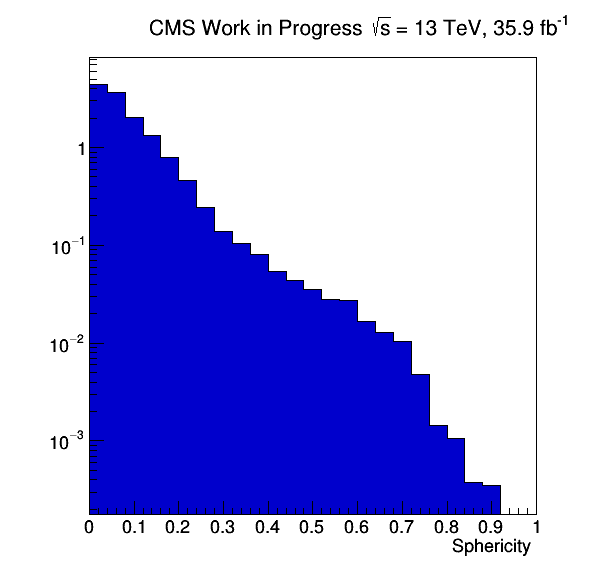 CMS Work in Progress √s = 13 TeV, 35.9 fb⁻¹
1
10⁻¹
10⁻²
10⁻³
0 0.1 0.2 0.3 0.4 0.5 0.6 0.7 0.8 0.9 1
Sphericity